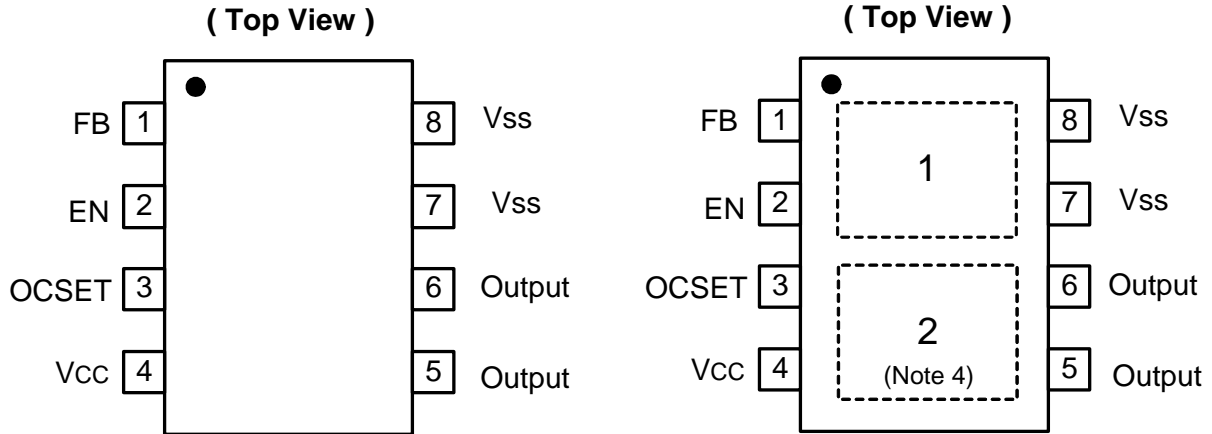 ( Top View )
FB 1
8 Vss
EN 2
7 Vss
OCSET 3
6 Output
VCC 4
5 Output
( Top View )
FB 1
8 Vss
1
EN 2
7 Vss
OCSET 3
6 Output
2
(Note 4)
VCC 4
5 Output